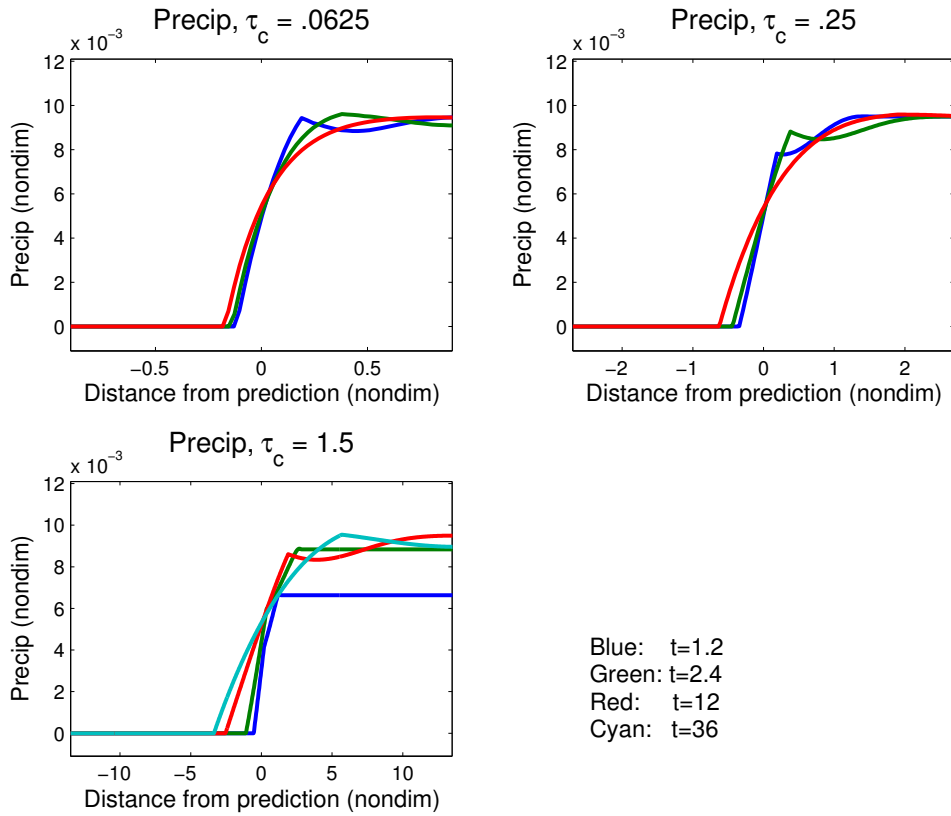 Precip, τc = .0625
x 10−3
12
10
8
6
4
2
0
Precip (nondim)
−0.5 0 0.5
Distance from prediction (nondim)
Precip, τc = .25
x 10−3
12
10
8
6
4
2
0
Precip (nondim)
−2 −1 0 1 2
Distance from prediction (nondim)
Precip, τc = 1.5
x 10−3
12
10
8
6
4
2
0
Precip (nondim)
−10 −5 0 5 10
Distance from prediction (nondim)
Blue: t=1.2
Green: t=2.4
Red: t=12
Cyan: t=36